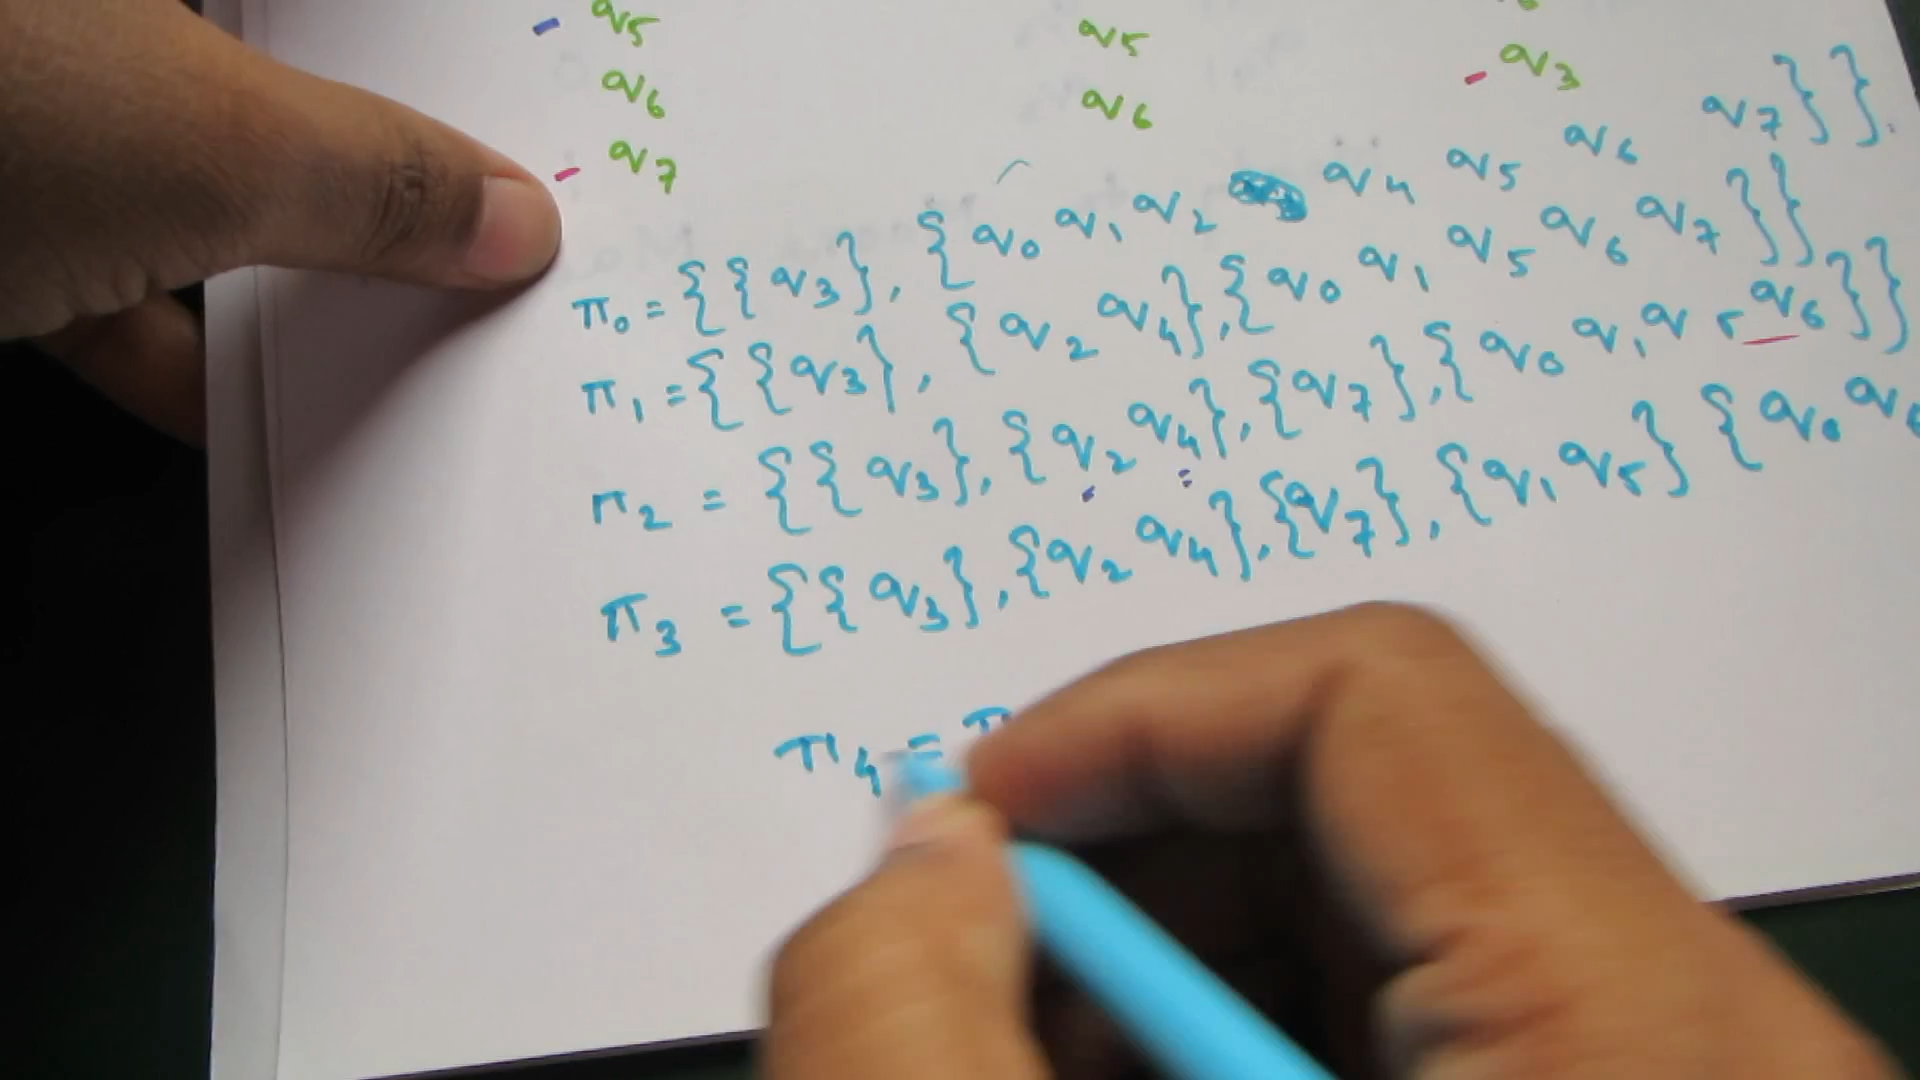 q5 q5
q6 q6 q3
q7
π0 = {{q3}, {q0 q1 q2 q4 q5 q6 q7}}.
π1 = {{q3}, {q2 q4}, {q0 q1 q5 q6 q7}}
π2 = {{q3}, {q2 q4}, {q7}, {q0 q1 q5 q6}}
π3 = {{q3}, {q2 q4}, {q7}, {q1 q5} {q0 q6
π4 = π